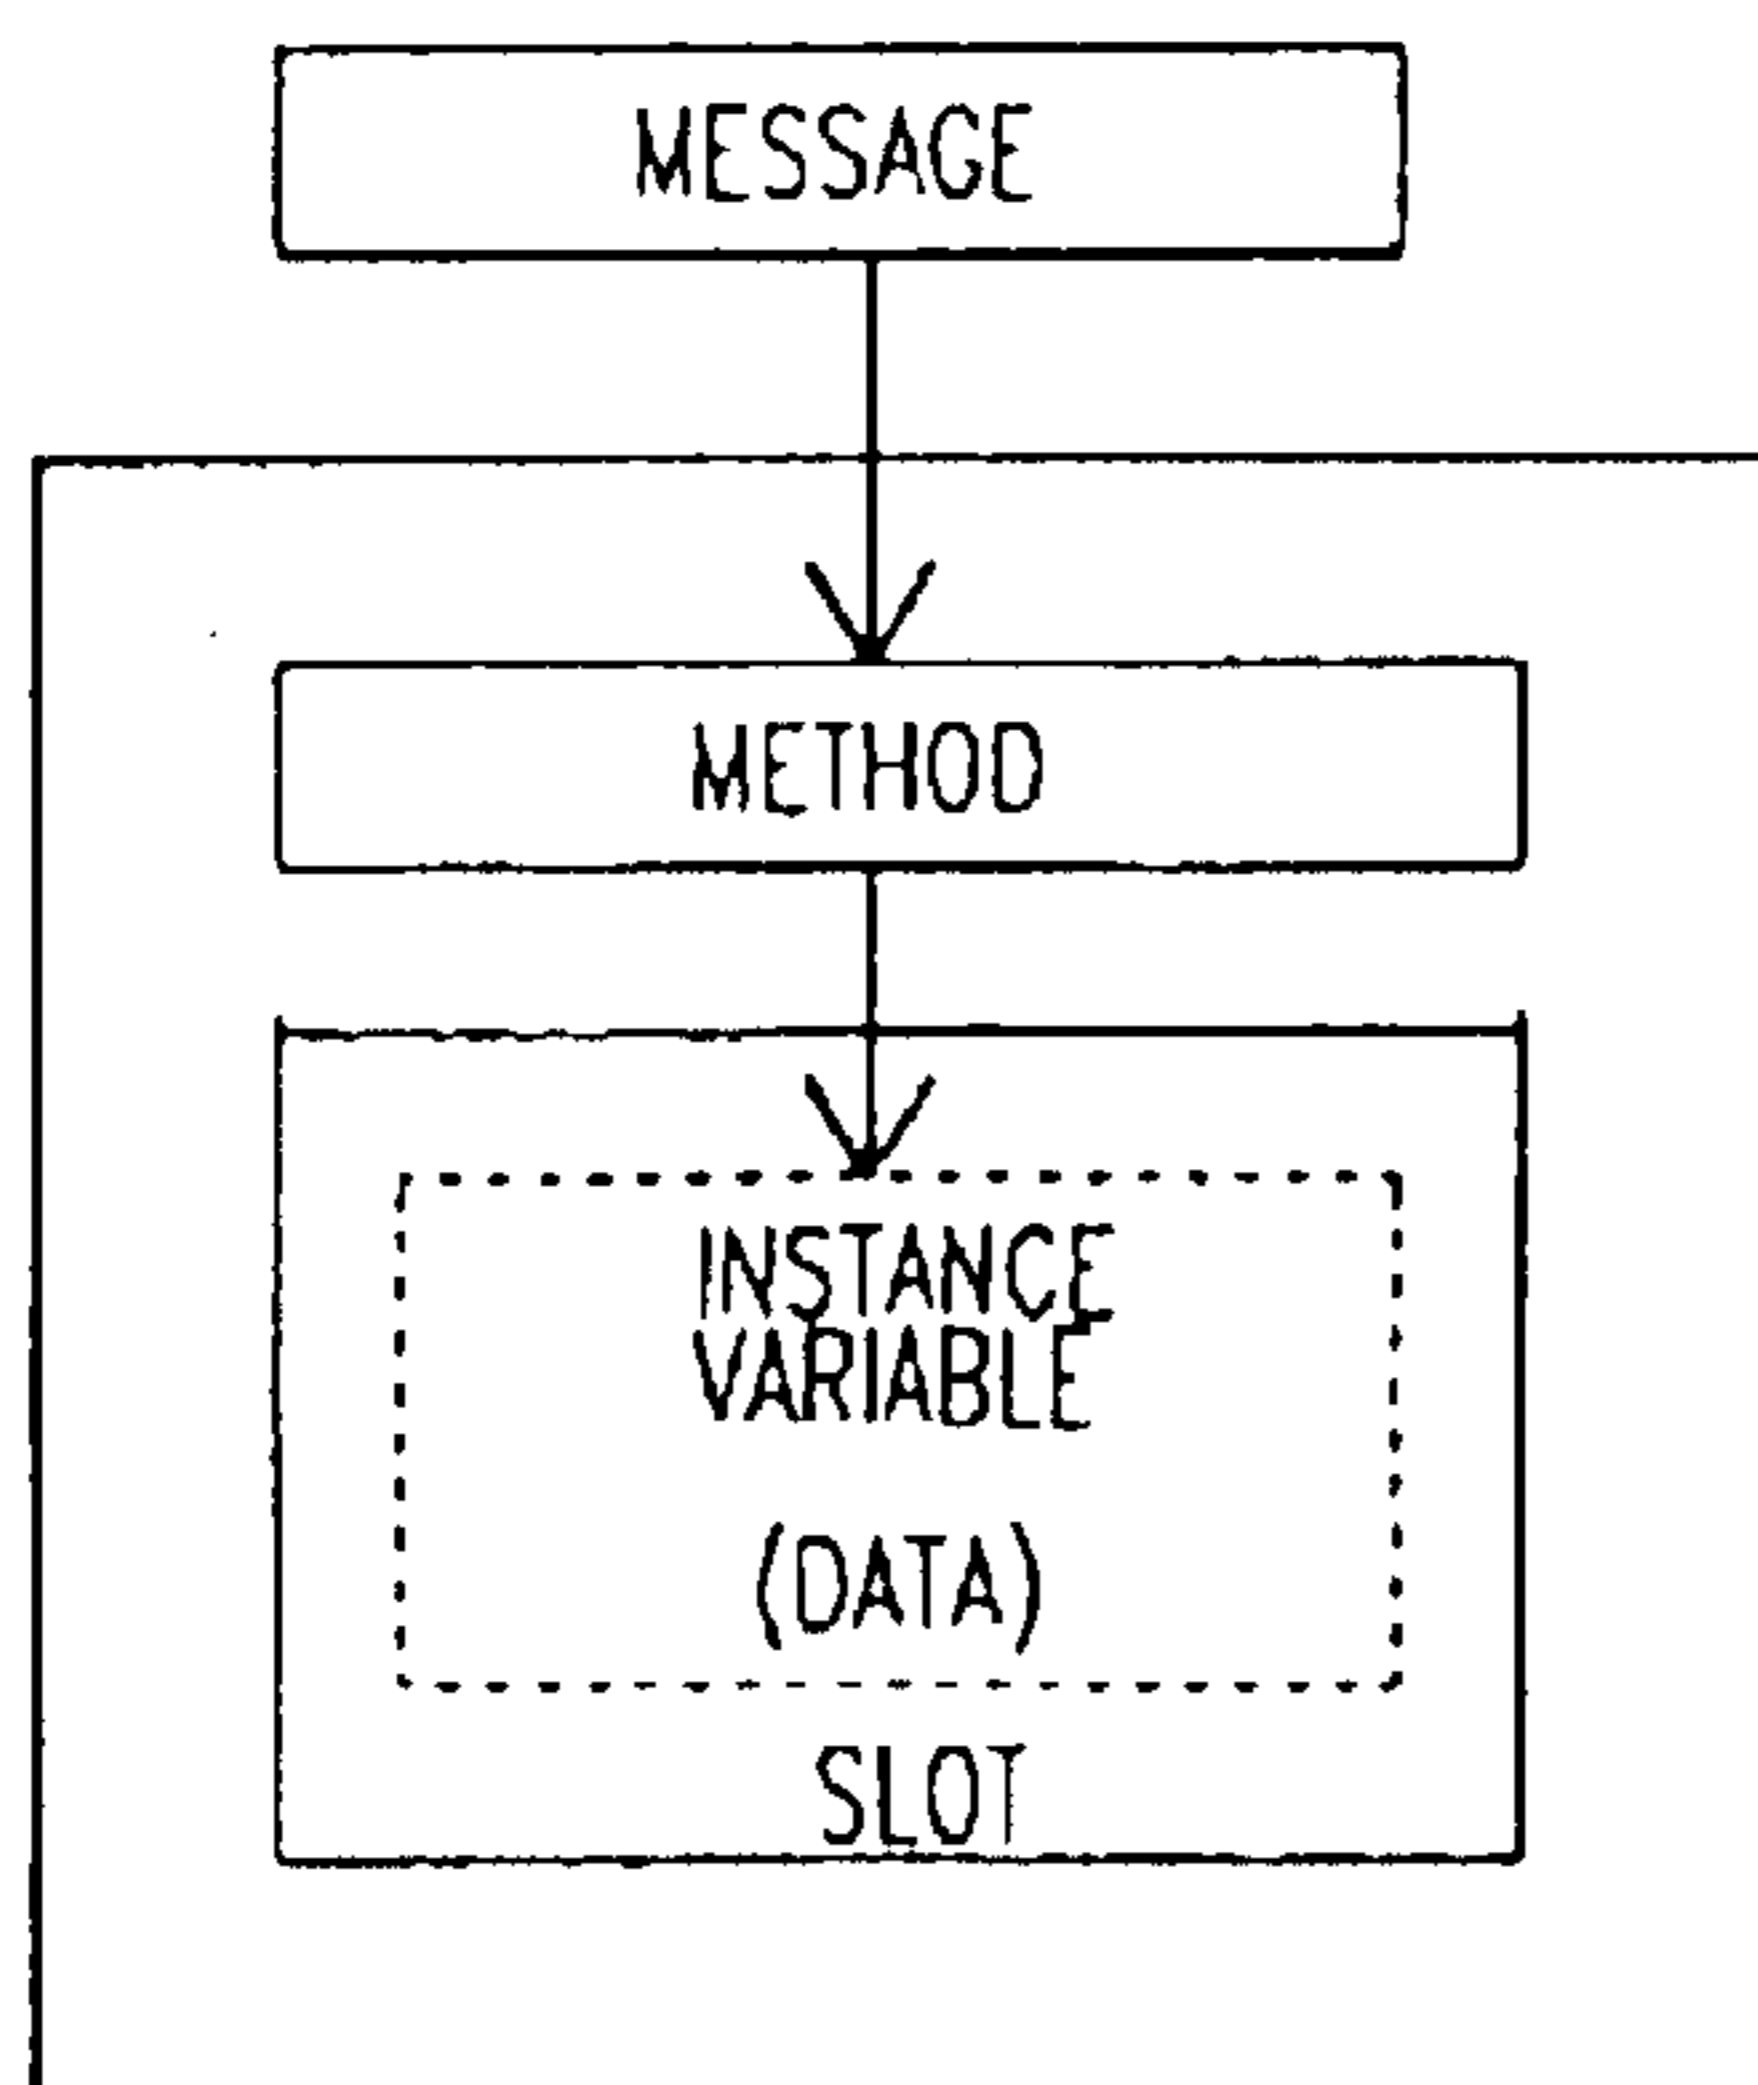 MESSAGE
METHOD
INSTANCE
VARIABLE
(DATA)
SLOT